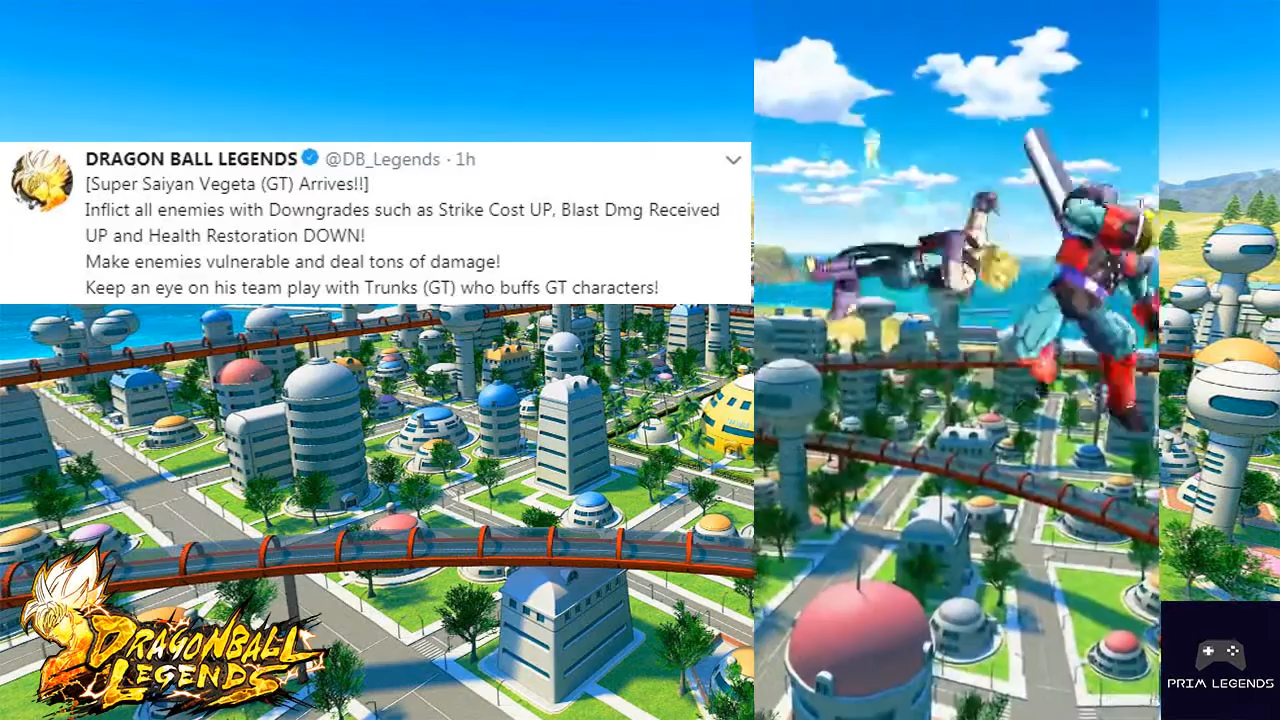 DRAGON BALL LEGENDS @DB_Legends · 1h
[Super Saiyan Vegeta (GT) Arrives!!]
Inflict all enemies with Downgrades such as Strike Cost UP, Blast Dmg Received
UP and Health Restoration DOWN!
Make enemies vulnerable and deal tons of damage!
Keep an eye on his team play with Trunks (GT) who buffs GT characters!
DRAGONBALL
LEGENDS
PRIM LEGENDS